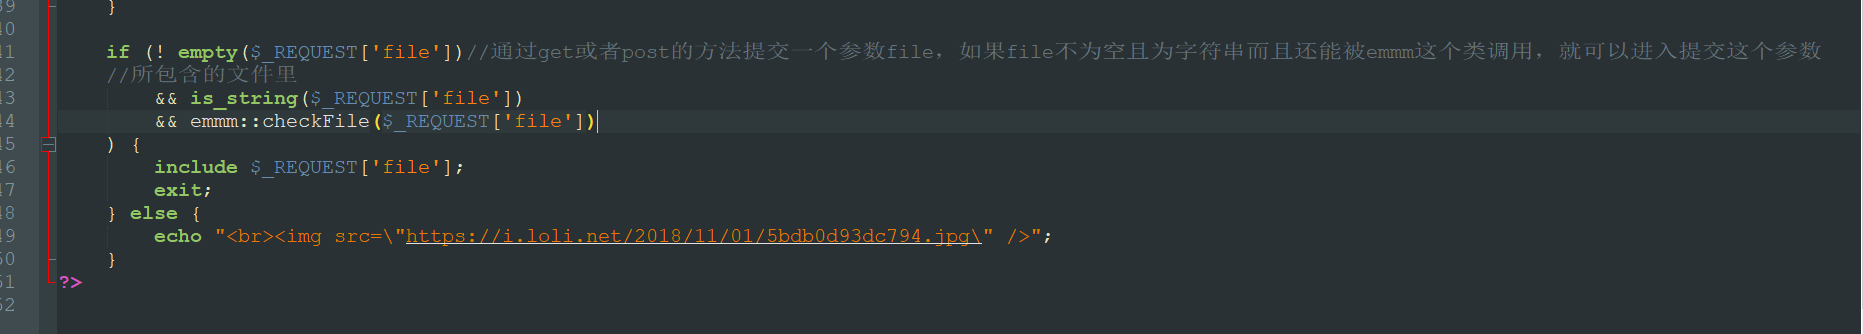 39 }
40
41 if (! empty($_REQUEST['file'])//通过get或者post的方法提交一个参数file，如果file不为空且为字符串而且还能被emmm这个类调用，就可以进入提交这个参数
42 //所包含的文件里
43 && is_string($_REQUEST['file'])
44 && emmm::checkFile($_REQUEST['file'])
45 ) {
46 include $_REQUEST['file'];
47 exit;
48 } else {
49 echo "<br><img src=\"https://i.loli.net/2018/11/01/5bdb0d93dc794.jpg\" />";
50 }
51 ?>
52